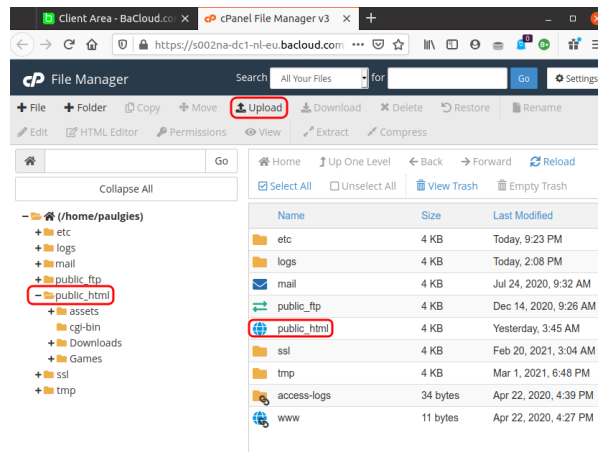 Client Area - BaCloud.co
cPanel File Manager v3
https://s002na-dc1-nl-eu.bacloud.com
File Manager
Search All Your Files for Go Settings
File Folder Copy Move Upload Download Delete Restore Rename
Edit HTML Editor Permissions View Extract Compress
Go Home Up One Level Back Forward Reload
Collapse All Select All Unselect All View Trash Empty Trash
(/home/paulgies)
etc
logs
mail
public_ftp
public_html
assets
cgi-bin
Downloads
Games
ssl
tmp
Name Size Last Modified
etc 4 KB Today, 9:23 PM
logs 4 KB Today, 2:08 PM
mail 4 KB Jul 24, 2020, 9:32 AM
public_ftp 4 KB Dec 14, 2020, 9:26 AM
public_html 4 KB Yesterday, 3:45 AM
ssl 4 KB Feb 20, 2021, 3:04 AM
tmp 4 KB Mar 1, 2021, 6:48 PM
access-logs 34 bytes Apr 22, 2020, 4:39 PM
www 11 bytes Apr 22, 2020, 4:27 PM